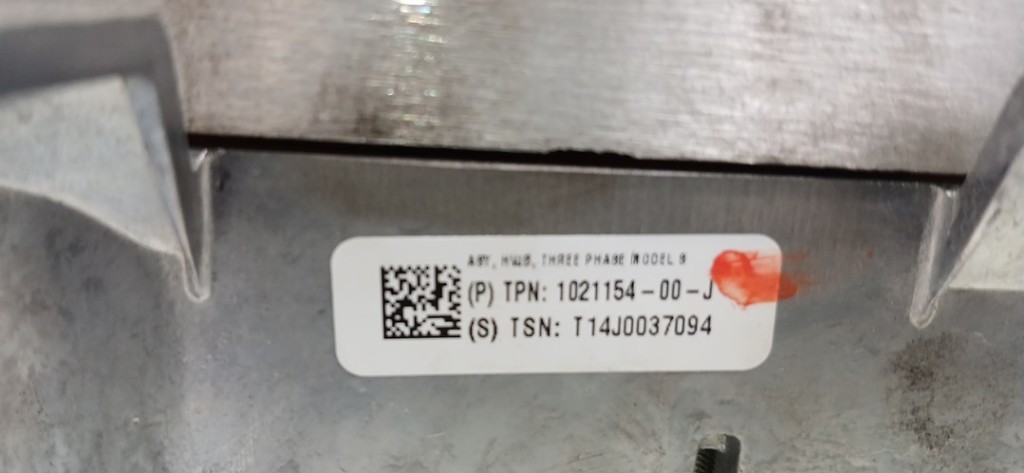 ASY, HWB, THREE PHASE MODEL S
(P) TPN: 1021154-00-J
(S) TSN: T14J0037094